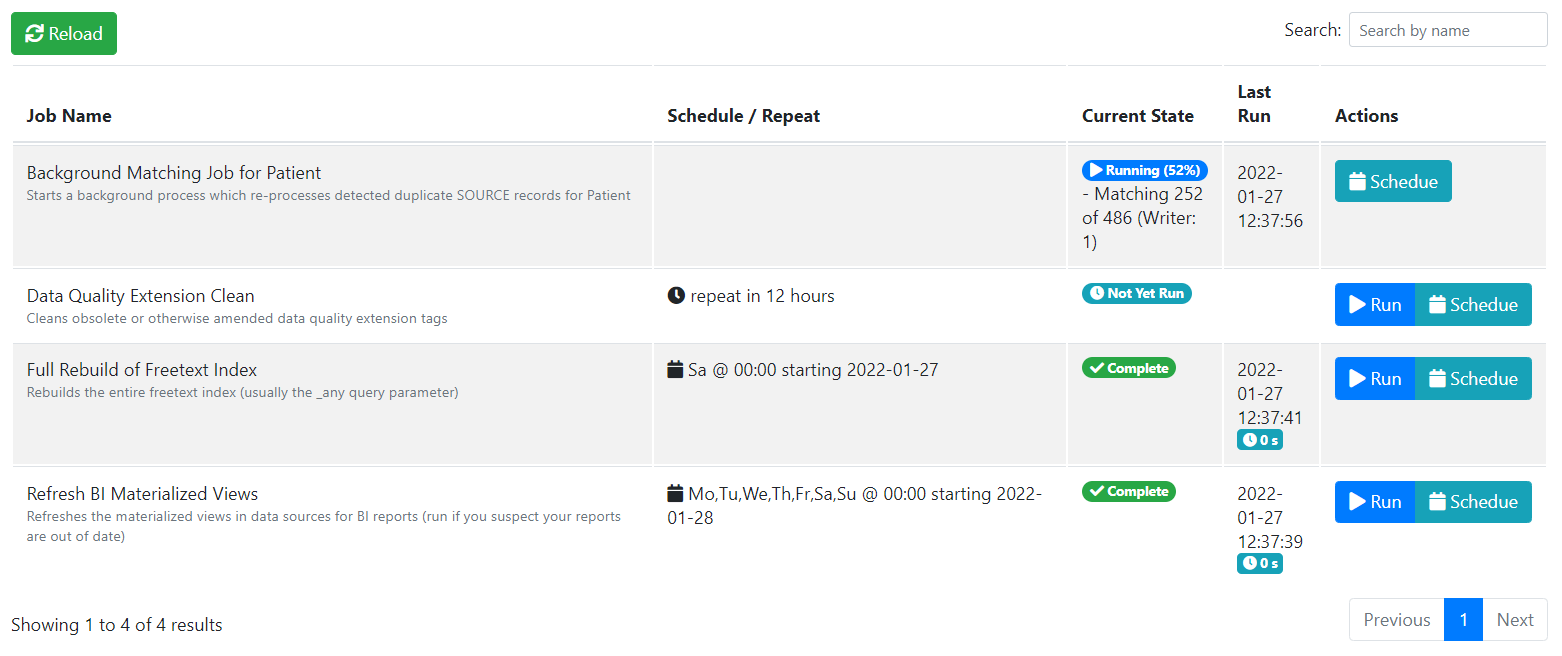 Reload
Search: Search by name
Job Name
Schedule / Repeat
Current State
Last
Run
Actions
Background Matching Job for Patient
Starts a background process which re-processes detected duplicate SOURCE records for Patient
Running (52%)
- Matching 252
of 486 (Writer:
1)
2022-
01-27
12:37:56
Schedue
Data Quality Extension Clean
Cleans obsolete or otherwise amended data quality extension tags
repeat in 12 hours
Not Yet Run
Run
Schedue
Full Rebuild of Freetext Index
Rebuilds the entire freetext index (usually the _any query parameter)
Sa @ 00:00 starting 2022-01-27
Complete
2022-
01-27
12:37:41
0 s
Run
Schedue
Refresh BI Materialized Views
Refreshes the materialized views in data sources for BI reports (run if you suspect your reports
are out of date)
Mo,Tu,We,Th,Fr,Sa,Su @ 00:00 starting 2022-
01-28
Complete
2022-
01-27
12:37:39
0 s
Run
Schedue
Showing 1 to 4 of 4 results
Previous
1
Next